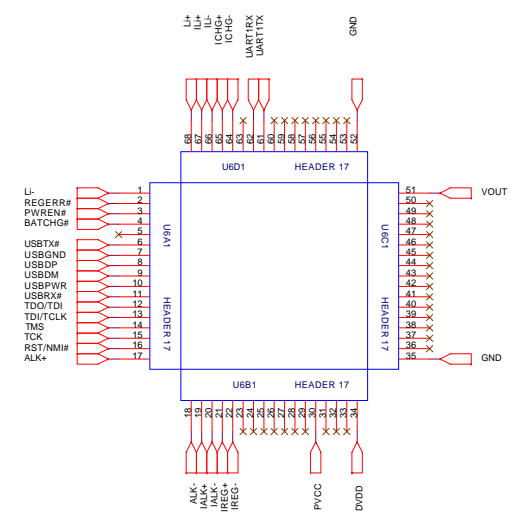 Li+
ILi+
ILi-
ICHG+
ICHG-
UART1RX
UART1TX
GND
68
67
66
65
64
63
62
61
60
59
58
57
56
55
54
53
52
U6D1 HEADER 17
Li- 1
REGERR# 2
PWREN# 3
BATCHG# 4
5
USBTX# 6
USBGND 7
USBDP 8
USBDM 9
USBPWR 10
USBRX# 11
TDO/TDI 12
TDI/TCLK 13
TMS 14
TCK 15
RST/NMI# 16
ALK+ 17
U6A1
HEADER 17
U6C1
HEADER 17
51 VOUT
50
49
48
47
46
45
44
43
42
41
40
39
38
37
36
35 GND
U6B1 HEADER 17
18
19
20
21
22
23
24
25
26
27
28
29
30
31
32
33
34
ALK-
IALK+
IALK-
IREG+
IREG-
PVCC
DVDD